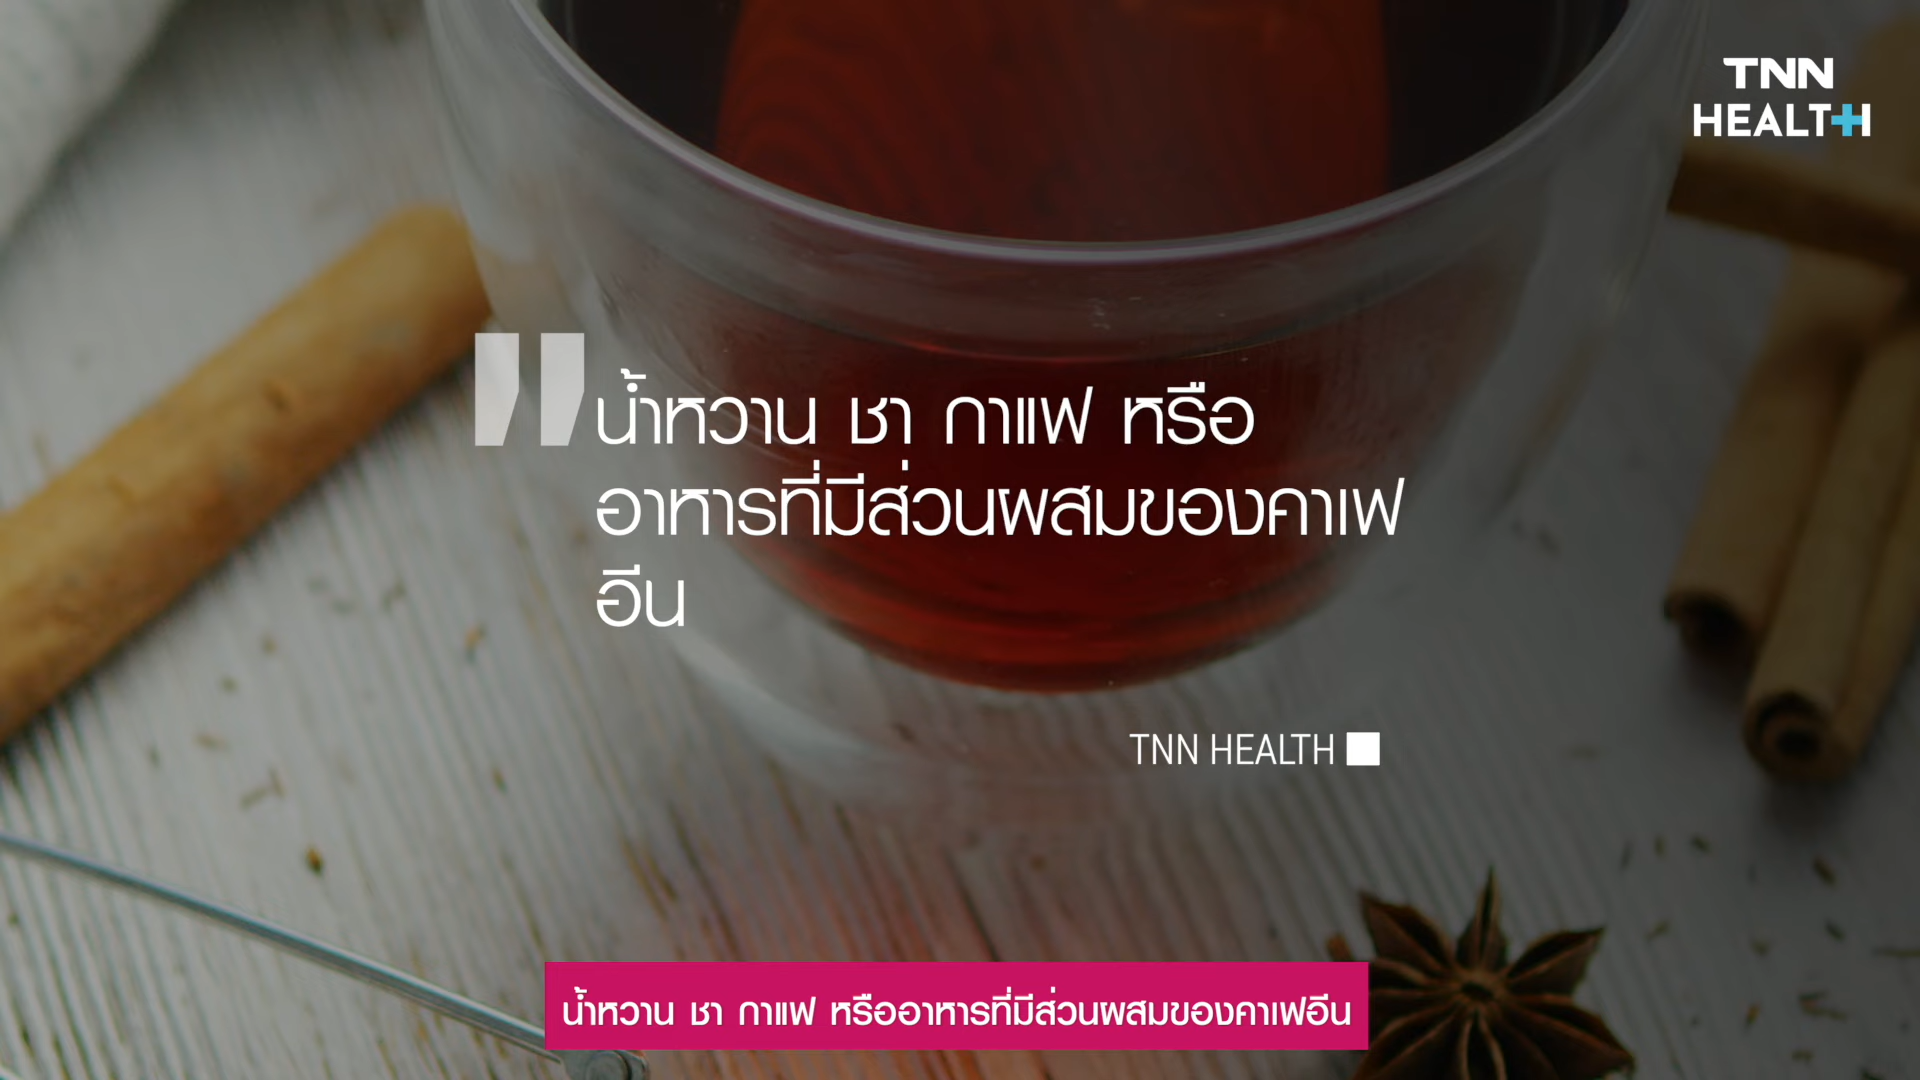 TNN
HEALTH
น้ำหวาน ชา กาแฟ หรือ
อาหารที่มีส่วนผสมของคาเฟ
อีน
TNN HEALTH
น้ำหวาน ชา กาแฟ หรืออาหารที่มีส่วนผสมของคาเฟอีน